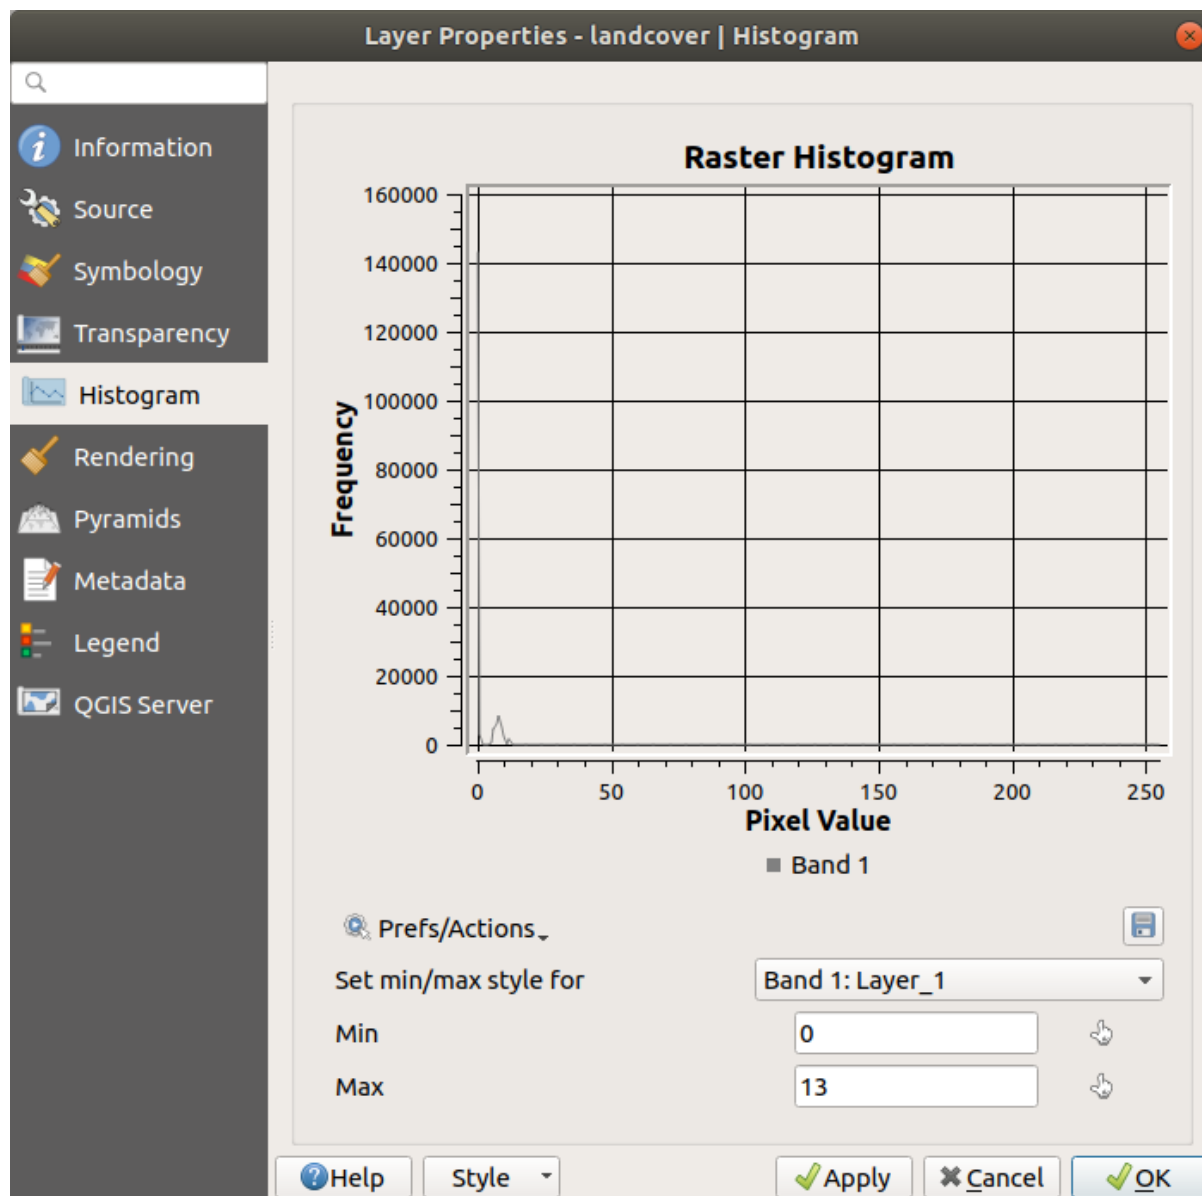 Layer Properties - landcover | Histogram
Information
Source
Symbology
Transparency
Histogram
Rendering
Pyramids
Metadata
Legend
QGIS Server
Raster Histogram
Frequency
160000
140000
120000
100000
80000
60000
40000
20000
0
0 50 100 150 200 250
Pixel Value
Band 1
Prefs/Actions
Set min/max style for Band 1: Layer_1
Min 0
Max 13
Help Style Apply Cancel OK